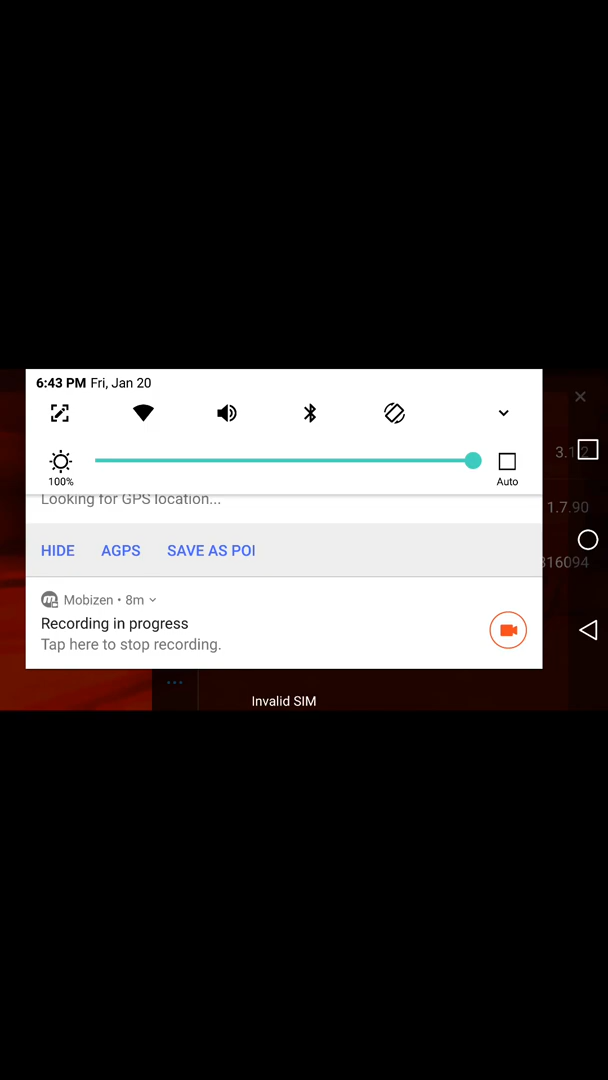 6:43 PM Fri, Jan 20
100%
Auto
Looking for GPS location...
HIDE AGPS SAVE AS POI
Mobizen • 8m
Recording in progress
Tap here to stop recording.
1.7.90
Invalid SIM